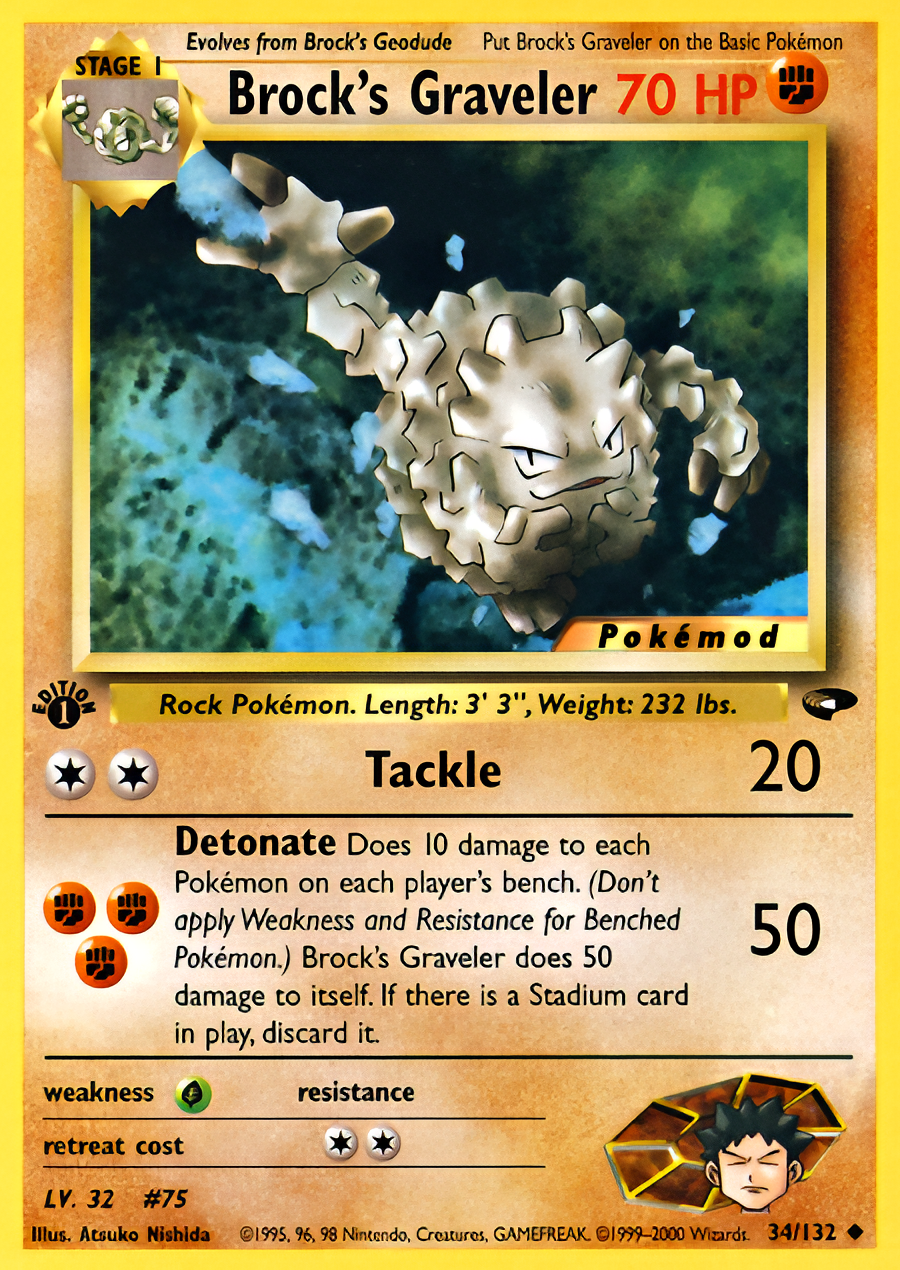 Evolves from Brock's Geodude Put Brock's Graveler on the Basic Pokémon
STAGE 1
Brock's Graveler 70 HP
Pokémod
EDITION 1
Rock Pokémon. Length: 3' 3", Weight: 232 lbs.
Tackle 20
Detonate Does 10 damage to each
Pokémon on each player's bench. (Don't
apply Weakness and Resistance for Benched
Pokémon.) Brock's Graveler does 50
damage to itself. If there is a Stadium card
in play, discard it.
50
weakness resistance
retreat cost
LV. 32 #75
Illus. Atsuko Nishida ©1995, 96, 98 Nintendo, Creatures, GAMEFREAK. ©1999-2000 Wizards. 34/132